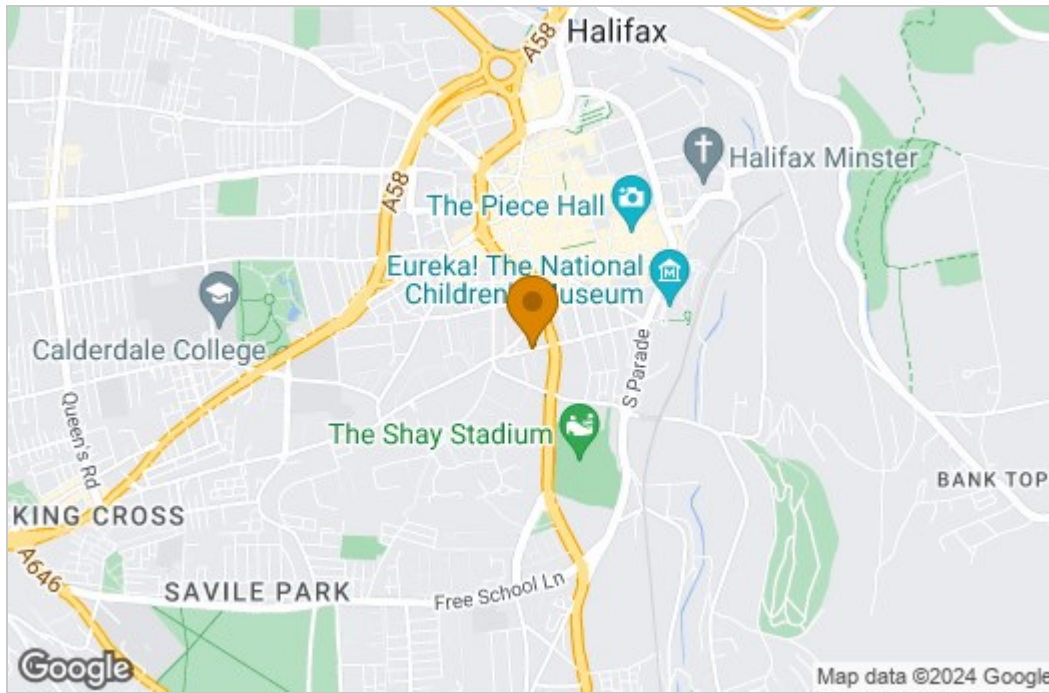 Halifax
A58
A58
Halifax Minster
The Piece Hall
Eureka! The National
Children's Museum
Calderdale College
S Parade
Queen's Rd
The Shay Stadium
BANK TOP
KING CROSS
A646
SAVILE PARK
Free School Ln
Google
Map data ©2024 Google